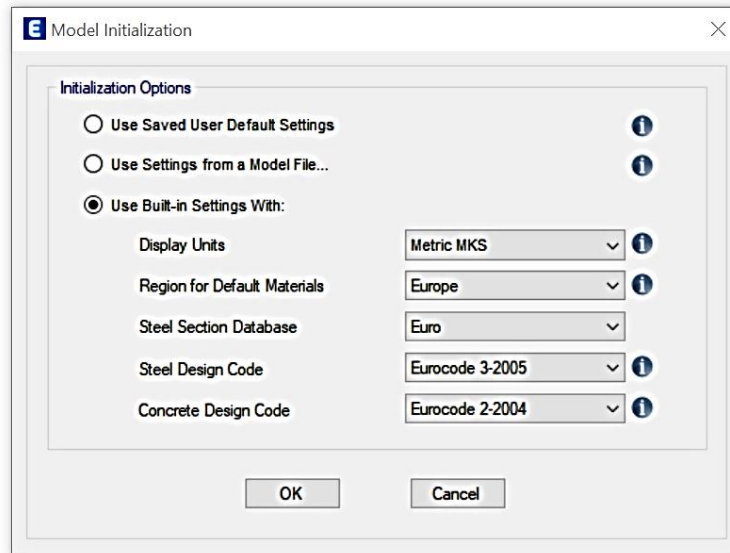 E Model Initialization
Initialization Options
Use Saved User Default Settings
Use Settings from a Model File...
Use Built-in Settings With:
Display Units Metric MKS
Region for Default Materials Europe
Steel Section Database Euro
Steel Design Code Eurocode 3-2005
Concrete Design Code Eurocode 2-2004
OK Cancel